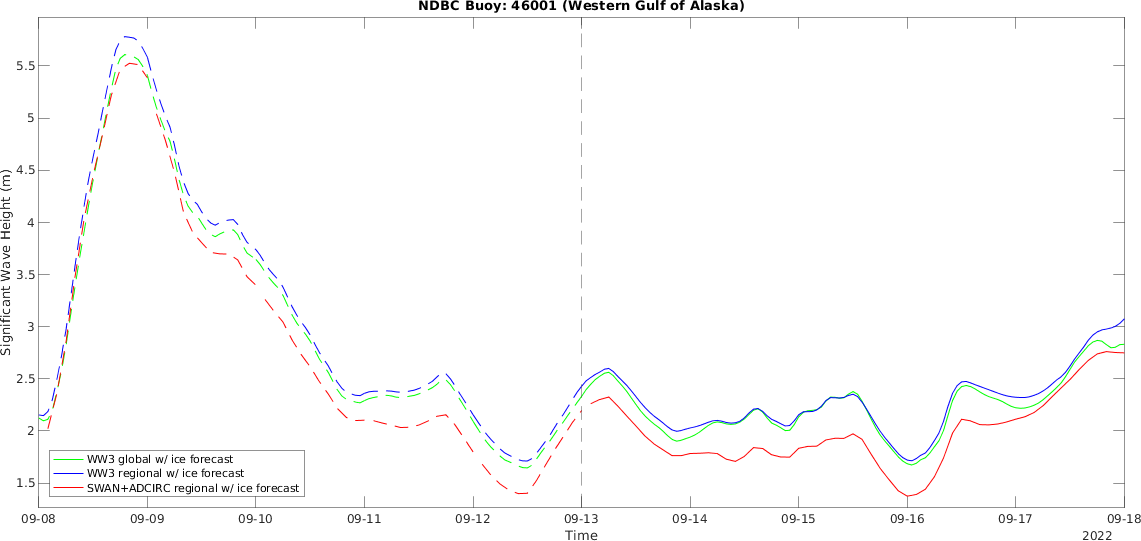 NDBC Buoy: 46001 (Western Gulf of Alaska)
Significant Wave Height (m)
5.5
5
4.5
4
3.5
3
2.5
2
1.5
WW3 global w/ ice forecast
WW3 regional w/ ice forecast
SWAN+ADCIRC regional w/ ice forecast
09-08 09-09 09-10 09-11 09-12 09-13 09-14 09-15 09-16 09-17 09-18
Time
2022